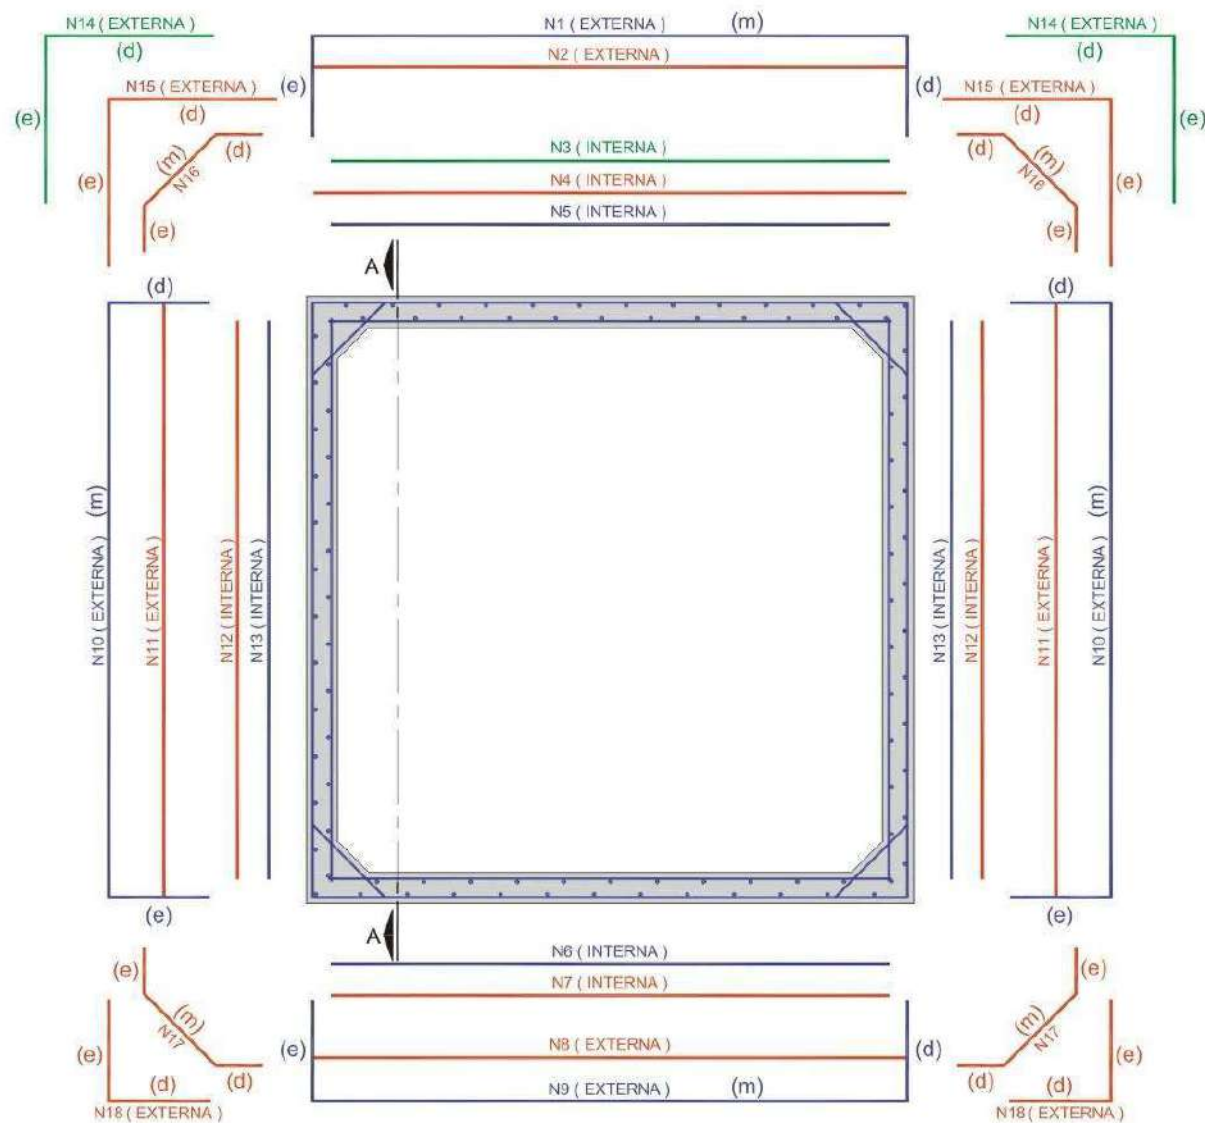 N14 ( EXTERNA )
(d)
(e)
N15 ( EXTERNA )
(d)
(e)
(m)
N16
(d)
(e)
N1 ( EXTERNA ) (m)
N2 ( EXTERNA )
(e)
(d)
N3 ( INTERNA )
N4 ( INTERNA )
N5 ( INTERNA )
N14 ( EXTERNA )
(d)
(e)
N15 ( EXTERNA )
(d)
(e)
(d)
(m)
N16
(e)
A
(d)
N10 ( EXTERNA ) (m)
N11 ( EXTERNA )
N12 ( INTERNA )
N13 ( INTERNA )
(e)
(d)
N13 ( INTERNA )
N12 ( INTERNA )
N11 ( EXTERNA )
N10 ( EXTERNA ) (m)
(e)
A
(e)
(m)
N17
(d)
(e)
(d)
N18 ( EXTERNA )
N6 ( INTERNA )
N7 ( INTERNA )
(e)
N8 ( EXTERNA )
(d)
N9 ( EXTERNA ) (m)
(e)
(m)
N17
(d)
(e)
(d)
N18 ( EXTERNA )